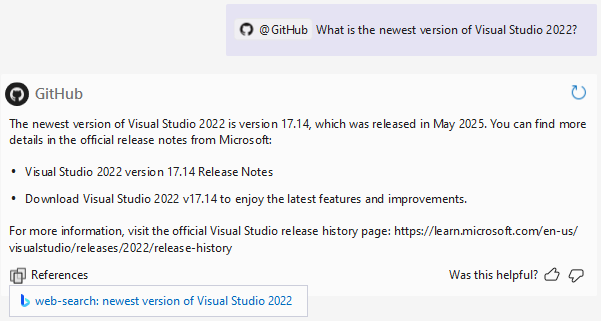 @GitHub What is the newest version of Visual Studio 2022?
GitHub
The newest version of Visual Studio 2022 is version 17.14, which was released in May 2025. You can find more
details in the official release notes from Microsoft:
• Visual Studio 2022 version 17.14 Release Notes
• Download Visual Studio 2022 v17.14 to enjoy the latest features and improvements.
For more information, visit the official Visual Studio release history page: https://learn.microsoft.com/en-us/
visualstudio/releases/2022/release-history
References Was this helpful?
web-search: newest version of Visual Studio 2022